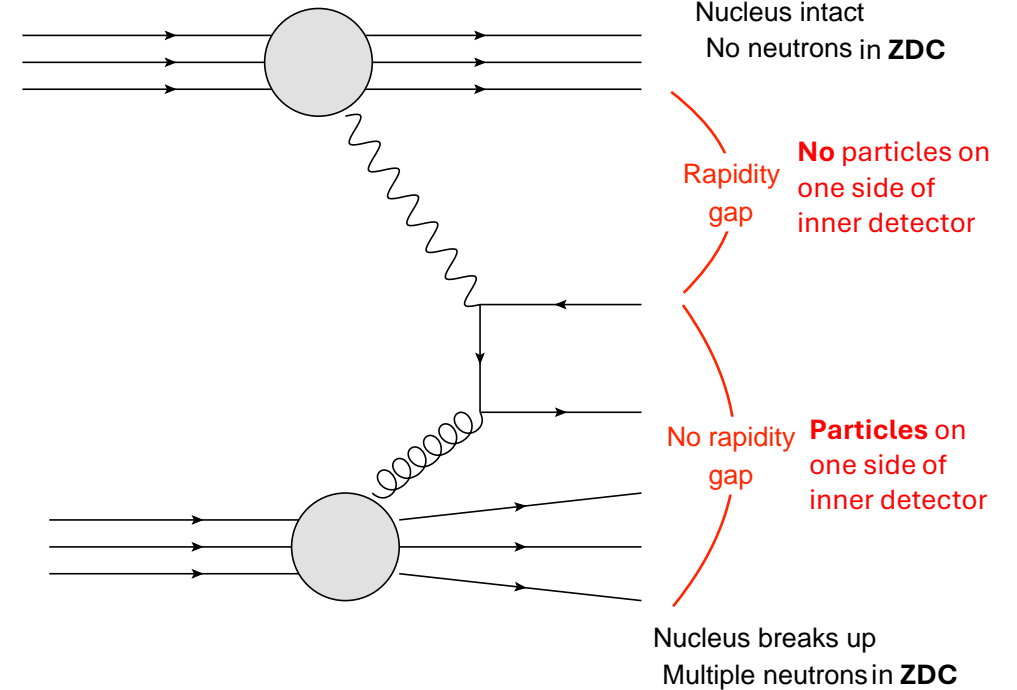 Nucleus intact
No neutrons in ZDC
Rapidity
gap
No particles on
one side of
inner detector
No rapidity
gap
Particles on
one side of
inner detector
Nucleus breaks up
Multiple neutrons in ZDC